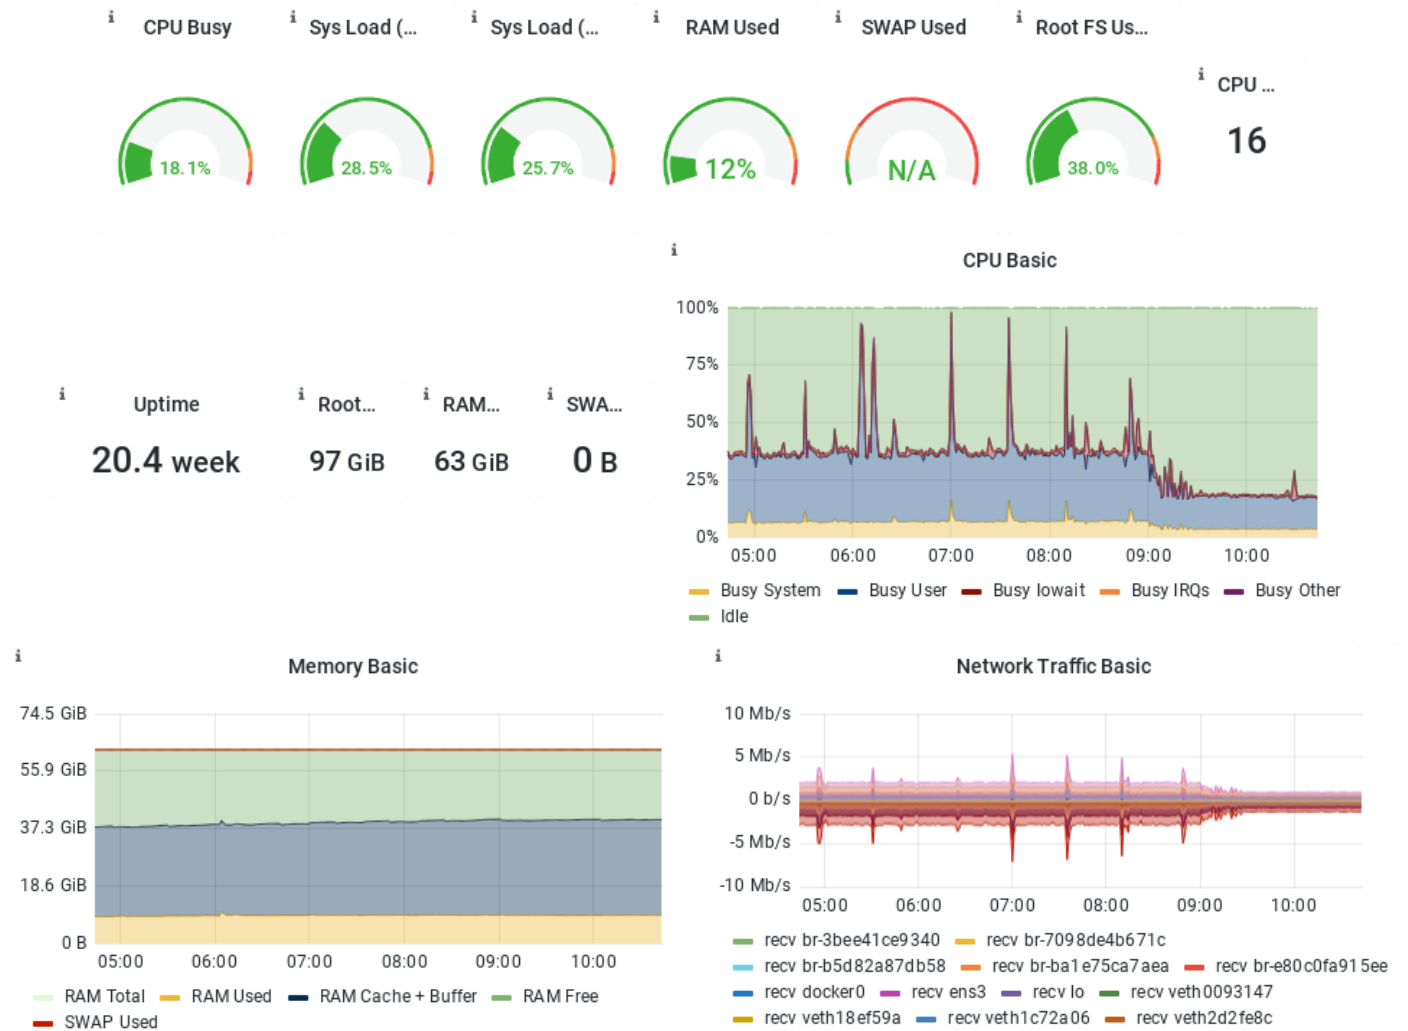 CPU Busy
Sys Load (...
Sys Load (...
RAM Used
SWAP Used
Root FS Us...
CPU ...
18.1%
28.5%
25.7%
12%
N/A
38.0%
16
Uptime
Root...
RAM...
SWA...
20.4 week
97 GiB
63 GiB
0 B
CPU Basic
100%
75%
50%
25%
0%
05:00 06:00 07:00 08:00 09:00 10:00
Busy System Busy User Busy Iowait Busy IRQs Busy Other
Idle
Memory Basic
74.5 GiB
55.9 GiB
37.3 GiB
18.6 GiB
0 B
05:00 06:00 07:00 08:00 09:00 10:00
RAM Total RAM Used RAM Cache + Buffer RAM Free
SWAP Used
Network Traffic Basic
10 Mb/s
5 Mb/s
0 b/s
-5 Mb/s
-10 Mb/s
05:00 06:00 07:00 08:00 09:00 10:00
recv br-3bee41ce9340 recv br-7098de4b671c
recv br-b5d82a87db58 recv br-ba1e75ca7aea recv br-e80c0fa915ee
recv docker0 recv ens3 recv lo recv veth0093147
recv veth18ef59a recv veth1c72a06 recv veth2d2fe8c